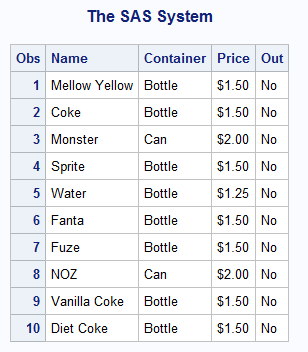 The SAS System
Obs Name Container Price Out
1 Mellow Yellow Bottle $1.50 No
2 Coke Bottle $1.50 No
3 Monster Can $2.00 No
4 Sprite Bottle $1.50 No
5 Water Bottle $1.25 No
6 Fanta Bottle $1.50 No
7 Fuze Bottle $1.50 No
8 NOZ Can $2.00 No
9 Vanilla Coke Bottle $1.50 No
10 Diet Coke Bottle $1.50 No